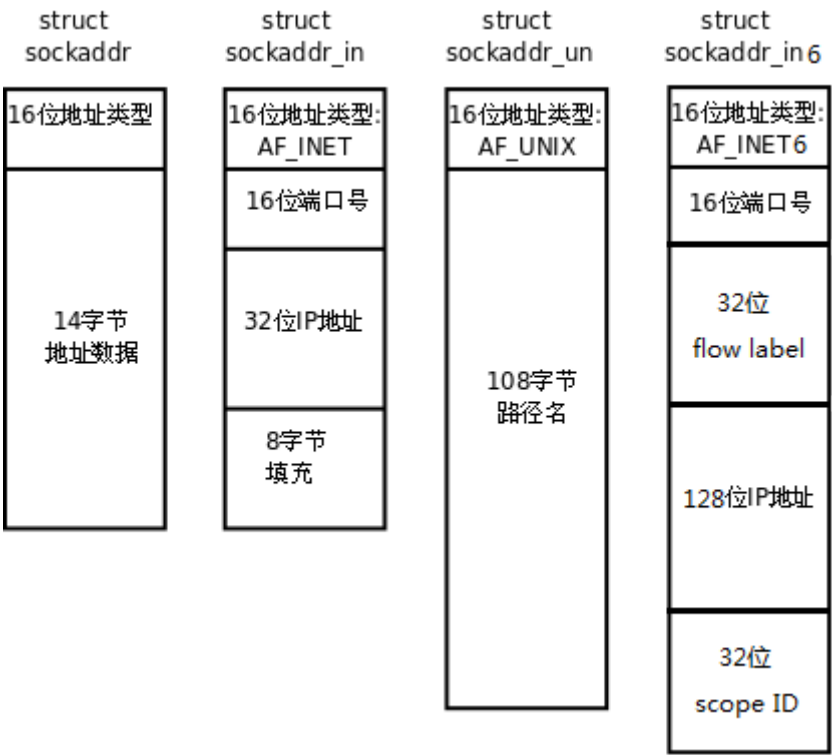 struct
sockaddr
16位地址类型
14字节
地址数据
struct
sockaddr_in
16位地址类型:
AF_INET
16位端口号
32位IP地址
8字节
填充
struct
sockaddr_un
16位地址类型:
AF_UNIX
108字节
路径名
struct
sockaddr_in6
16位地址类型:
AF_INET6
16位端口号
32位
flow label
128位IP地址
32位
scope ID